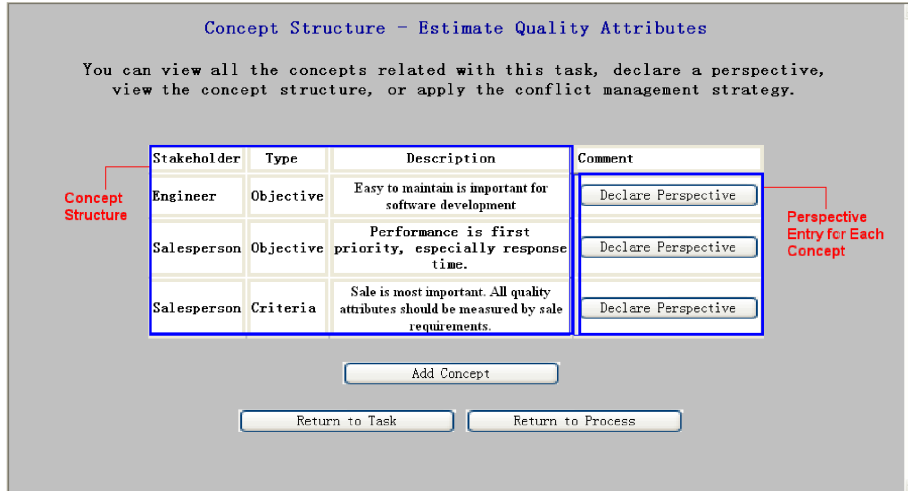 Concept Structure - Estimate Quality Attributes
You can view all the concepts related with this task, declare a perspective,
view the concept structure, or apply the conflict management strategy.
Stakeholder Type Description Comment
Engineer Objective Easy to maintain is important for
software development Declare Perspective
Salesperson Objective Performance is first
priority, especially response
time. Declare Perspective
Salesperson Criteria Sale is most important. All quality
attributes should be measured by sale
requirements. Declare Perspective
Concept
Structure
Perspective
Entry for Each
Concept
Add Concept
Return to Task Return to Process